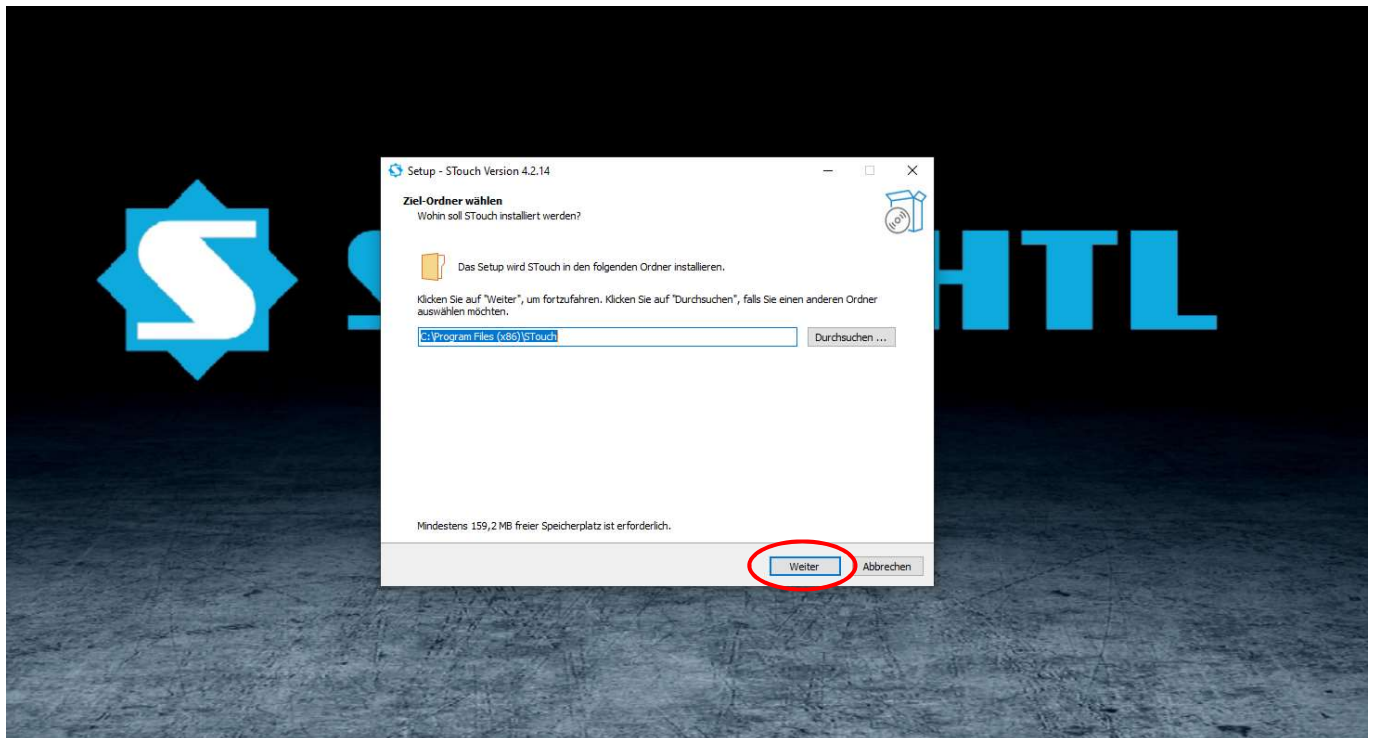 Setup - STouch Version 4.2.14
Ziel-Ordner wählen
Wohin soll STouch installiert werden?
Das Setup wird STouch in den folgenden Ordner installieren.
Klicken Sie auf "Weiter", um fortzufahren. Klicken Sie auf "Durchsuchen", falls Sie einen anderen Ordner
auswählen möchten.
C:\Program Files (x86)\STouch
Durchsuchen ...
Mindestens 159,2 MB freier Speicherplatz ist erforderlich.
Weiter
Abbrechen
S
HTL